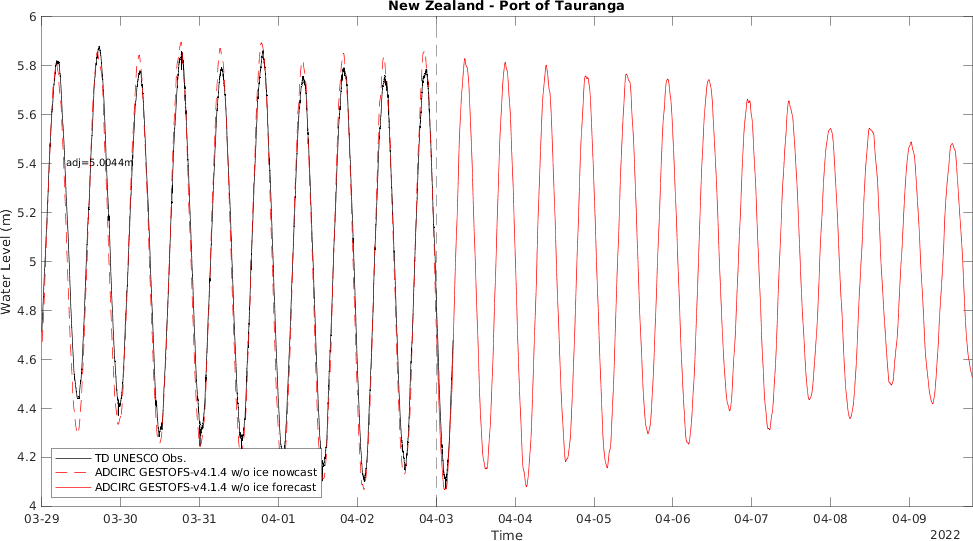 New Zealand - Port of Tauranga
6
5.8
5.6
5.4
5.2
5
4.8
4.6
4.4
4.2
4
Water Level (m)
adj=5.0044m
TD UNESCO Obs.
ADCIRC GESTOFS-v4.1.4 w/o ice nowcast
ADCIRC GESTOFS-v4.1.4 w/o ice forecast
03-29 03-30 03-31 04-01 04-02 04-03 04-04 04-05 04-06 04-07 04-08 04-09
Time
2022